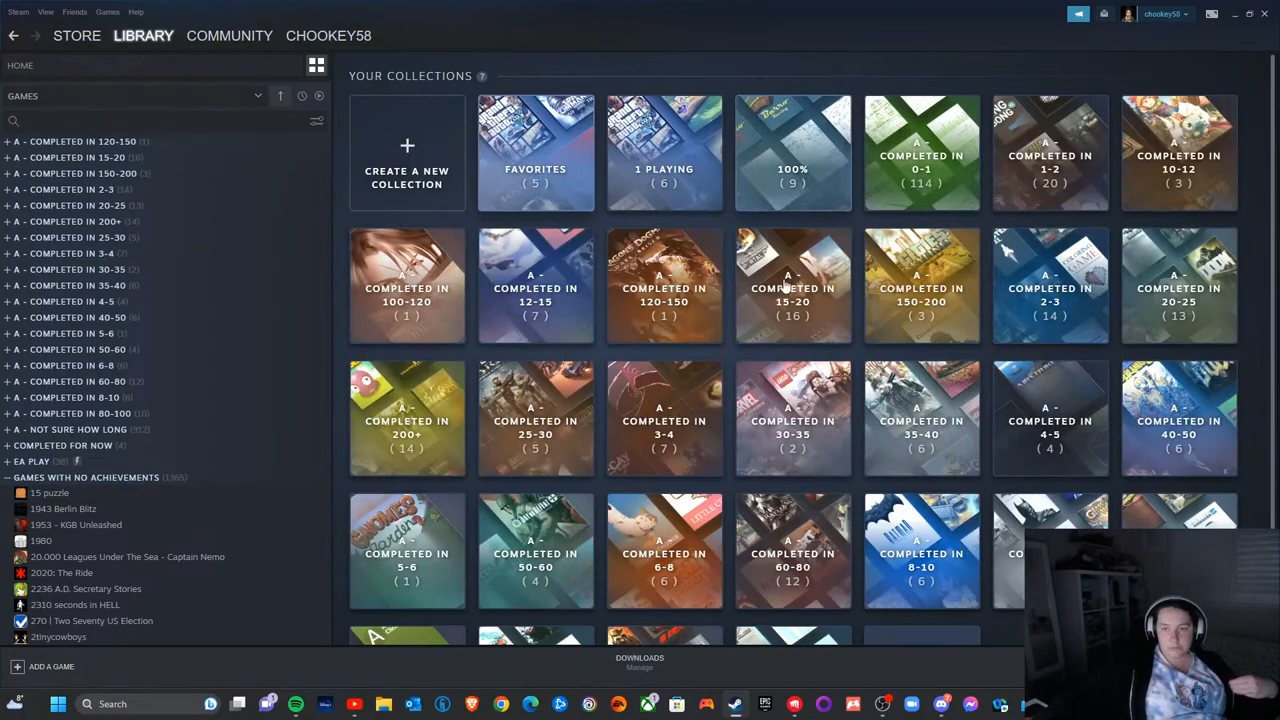 Steam View Friends Games Help
chookey58
STORE LIBRARY COMMUNITY CHOOKEY58
HOME
GAMES
A - COMPLETED IN 120-150 (1)
A - COMPLETED IN 15-20 (16)
A - COMPLETED IN 150-200 (3)
A - COMPLETED IN 2-3 (14)
A - COMPLETED IN 20-25 (13)
A - COMPLETED IN 200+ (14)
A - COMPLETED IN 25-30 (5)
A - COMPLETED IN 3-4 (7)
A - COMPLETED IN 30-35 (2)
A - COMPLETED IN 35-40 (6)
A - COMPLETED IN 4-5 (4)
A - COMPLETED IN 40-50 (6)
A - COMPLETED IN 5-6 (1)
A - COMPLETED IN 50-60 (4)
A - COMPLETED IN 6-8 (6)
A - COMPLETED IN 60-80 (12)
A - COMPLETED IN 8-10 (6)
A - COMPLETED IN 80-100 (10)
A - NOT SURE HOW LONG (912)
COMPLETED FOR NOW (4)
EA PLAY (38)
GAMES WITH NO ACHIEVEMENTS (1365)
15 puzzle
1943 Berlin Blitz
1953 - KGB Unleashed
1980
20.000 Leagues Under The Sea - Captain Nemo
2020: The Ride
2236 A.D. Secretary Stories
2310 seconds in HELL
270 | Two Seventy US Election
2tinycowboys
ADD A GAME
YOUR COLLECTIONS ?
CREATE A NEW
COLLECTION
FAVORITES
( 5 )
1 PLAYING
( 6 )
100%
( 9 )
A -
COMPLETED IN
0-1
( 114 )
A -
COMPLETED IN
1-2
( 20 )
A -
COMPLETED IN
10-12
( 3 )
A -
COMPLETED IN
100-120
( 1 )
A -
COMPLETED IN
12-15
( 7 )
A -
COMPLETED IN
120-150
( 1 )
A -
COMPLETED IN
15-20
( 16 )
A -
COMPLETED IN
150-200
( 3 )
A -
COMPLETED IN
2-3
( 14 )
A -
COMPLETED IN
20-25
( 13 )
A -
COMPLETED IN
200+
( 14 )
A -
COMPLETED IN
25-30
( 5 )
A -
COMPLETED IN
3-4
( 7 )
A -
COMPLETED IN
30-35
( 2 )
A -
COMPLETED IN
35-40
( 6 )
A -
COMPLETED IN
4-5
( 4 )
A -
COMPLETED IN
40-50
( 6 )
A -
COMPLETED IN
5-6
( 1 )
A -
COMPLETED IN
50-60
( 4 )
A -
COMPLETED IN
6-8
( 6 )
A -
COMPLETED IN
60-80
( 12 )
A -
COMPLETED IN
8-10
( 6 )
DOWNLOADS
Manage
8°
Search